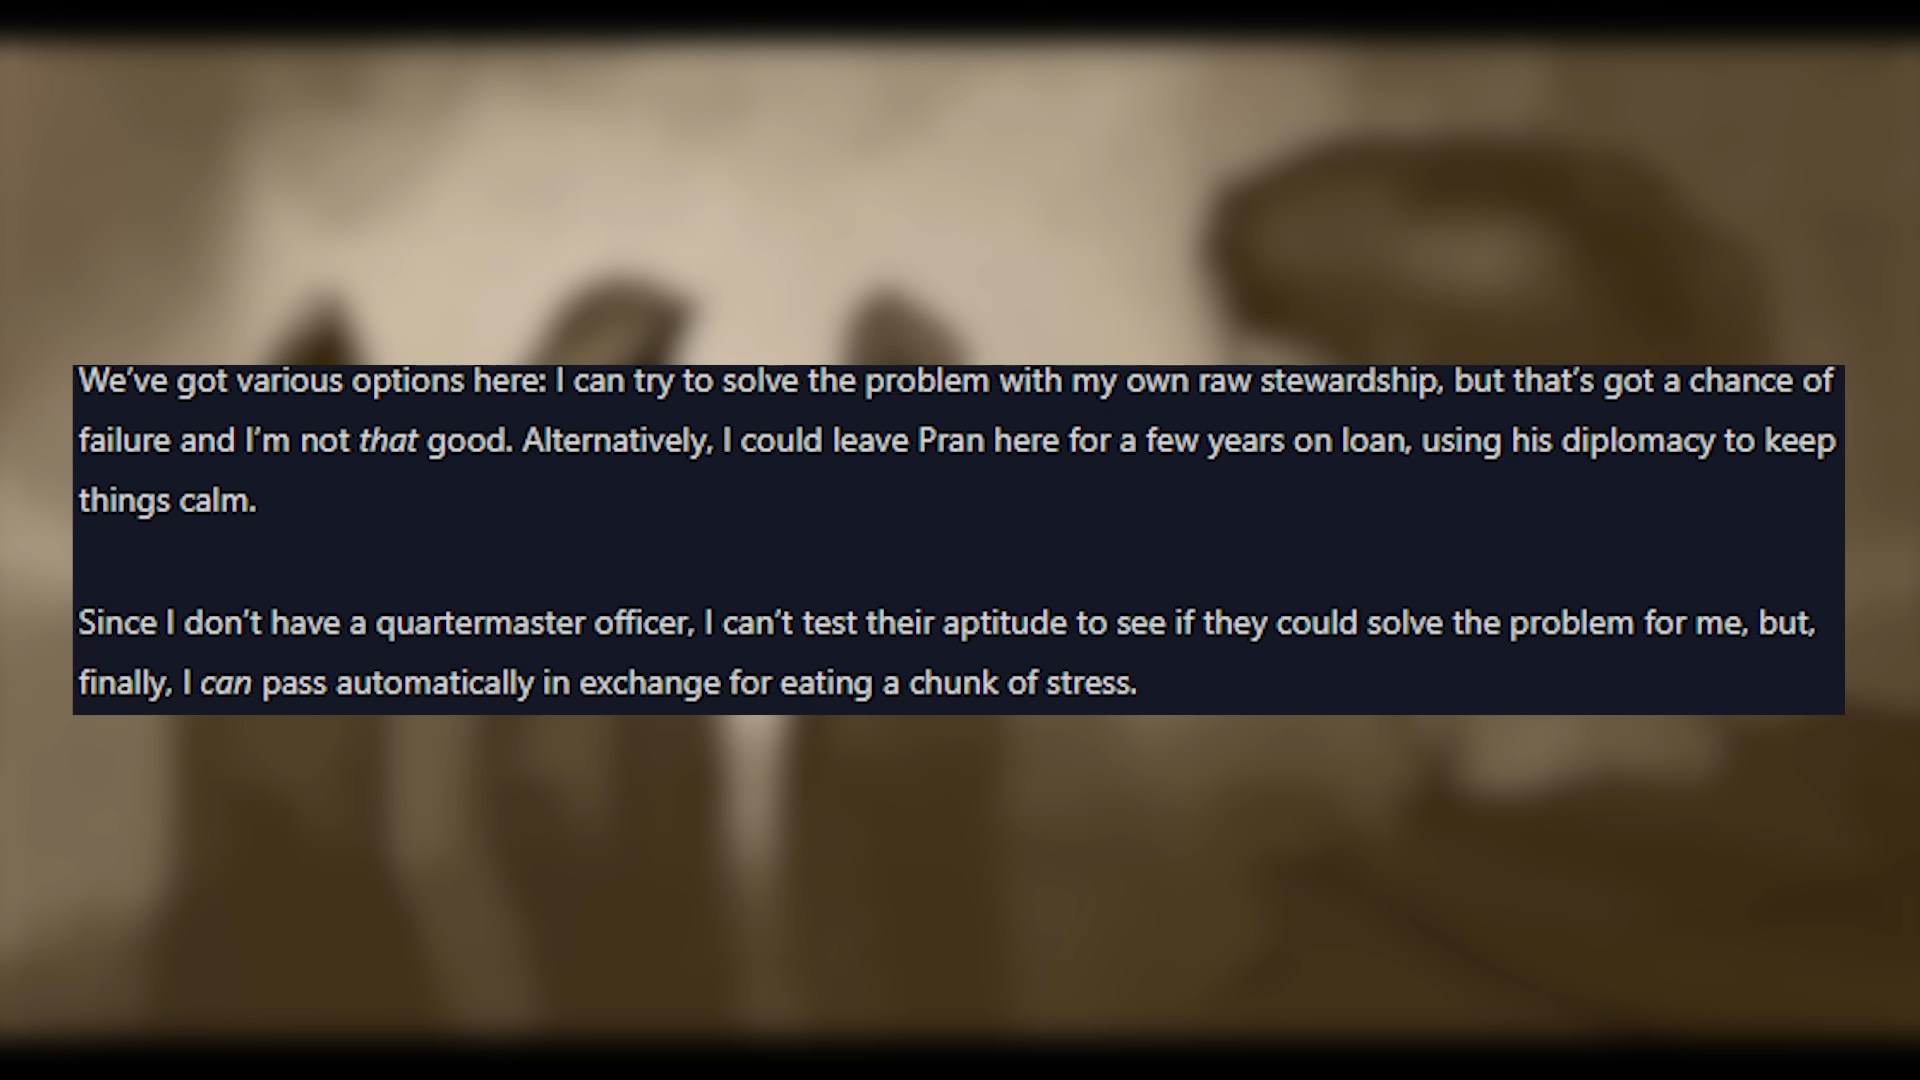 We’ve got various options here: I can try to solve the problem with my own raw stewardship, but that’s got a chance of
failure and I’m not that good. Alternatively, I could leave Pran here for a few years on loan, using his diplomacy to keep
things calm.
Since I don’t have a quartermaster officer, I can’t test their aptitude to see if they could solve the problem for me, but,
finally, I can pass automatically in exchange for eating a chunk of stress.